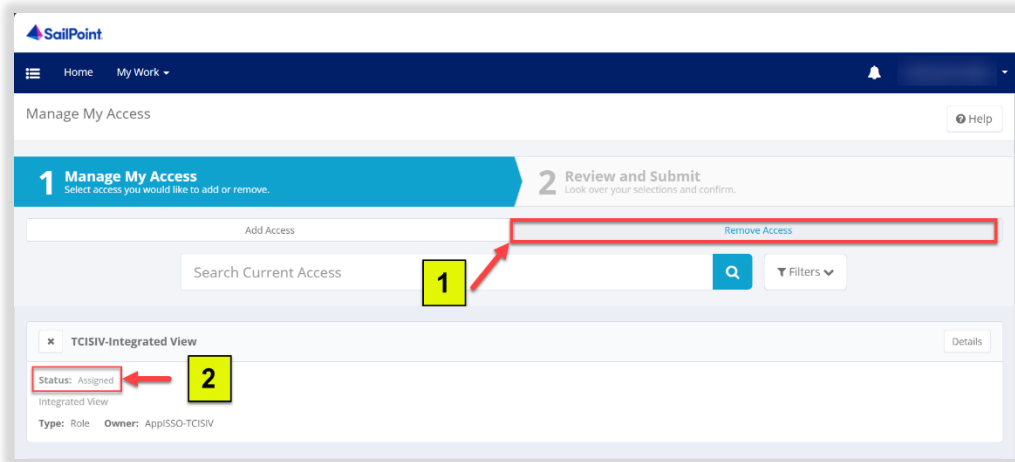 SailPoint
Home My Work
Manage My Access
Help
1 Manage My Access
Select access you would like to add or remove.
2 Review and Submit
Look over your selections and confirm.
Add Access
Remove Access
1
Search Current Access
Filters
TCISIV-Integrated View
Details
Status: Assigned
2
Integrated View
Type: Role Owner: AppISSO-TCISIV